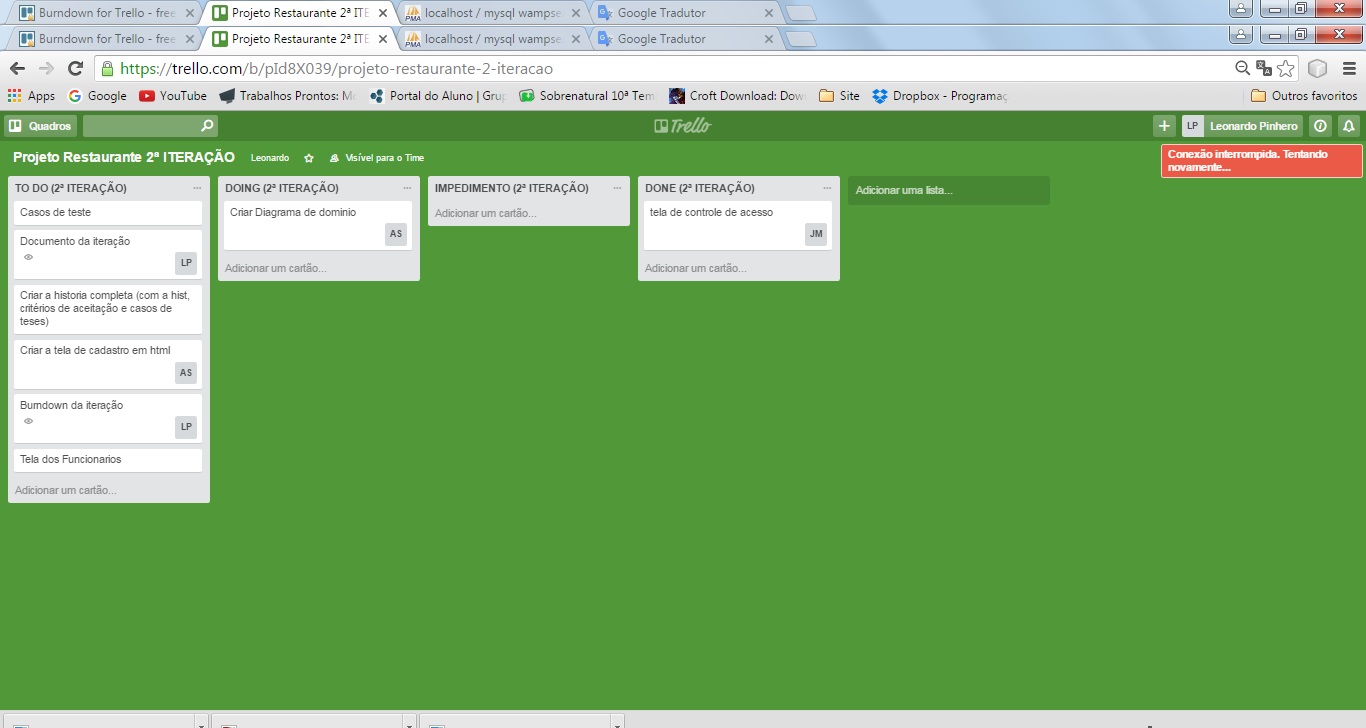 Burndown for Trello - free
Projeto Restaurante 2ª ITE
localhost / mysql wampse
Google Tradutor
Burndown for Trello - free
Projeto Restaurante 2ª ITE
localhost / mysql wampse
Google Tradutor
https://trello.com/b/pId8X039/projeto-restaurante-2-iteracao
Apps
Google
YouTube
Trabalhos Prontos: Mo
Portal do Aluno | Grup
Sobrenatural 10ª Tem
Croft Download: Dow
Site
Dropbox - Programaç
Outros favoritos
Quadros
Trello
LP
Leonardo Pinhero
Projeto Restaurante 2ª ITERAÇÃO
Leonardo
Visível para o Time
Conexão interrompida. Tentando
novamente...
TO DO (2ª ITERAÇÃO)
Casos de teste
Documento da iteração
LP
Criar a historia completa (com a hist,
critérios de aceitação e casos de
teses)
Criar a tela de cadastro em html
AS
Burndown da iteração
LP
Tela dos Funcionarios
Adicionar um cartão...
DOING (2ª ITERAÇÃO)
Criar Diagrama de dominio
AS
Adicionar um cartão...
IMPEDIMENTO (2ª ITERAÇÃO)
Adicionar um cartão...
DONE (2ª ITERAÇÃO)
tela de controle de acesso
JM
Adicionar um cartão...
Adicionar uma lista...